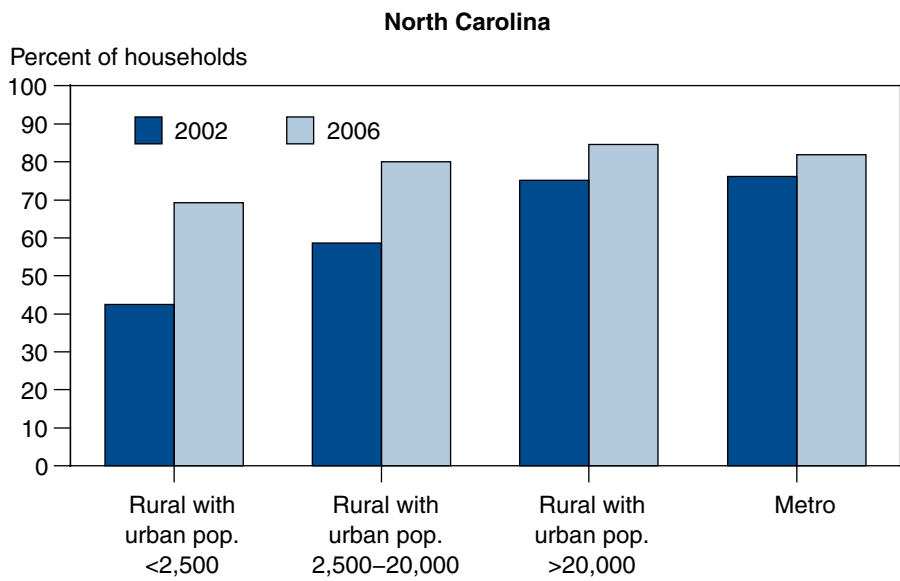 North Carolina
Percent of households
100
90
80
70
60
50
40
30
20
10
0
2002 2006
Rural with urban pop. <2,500
Rural with urban pop. 2,500–20,000
Rural with urban pop. >20,000
Metro